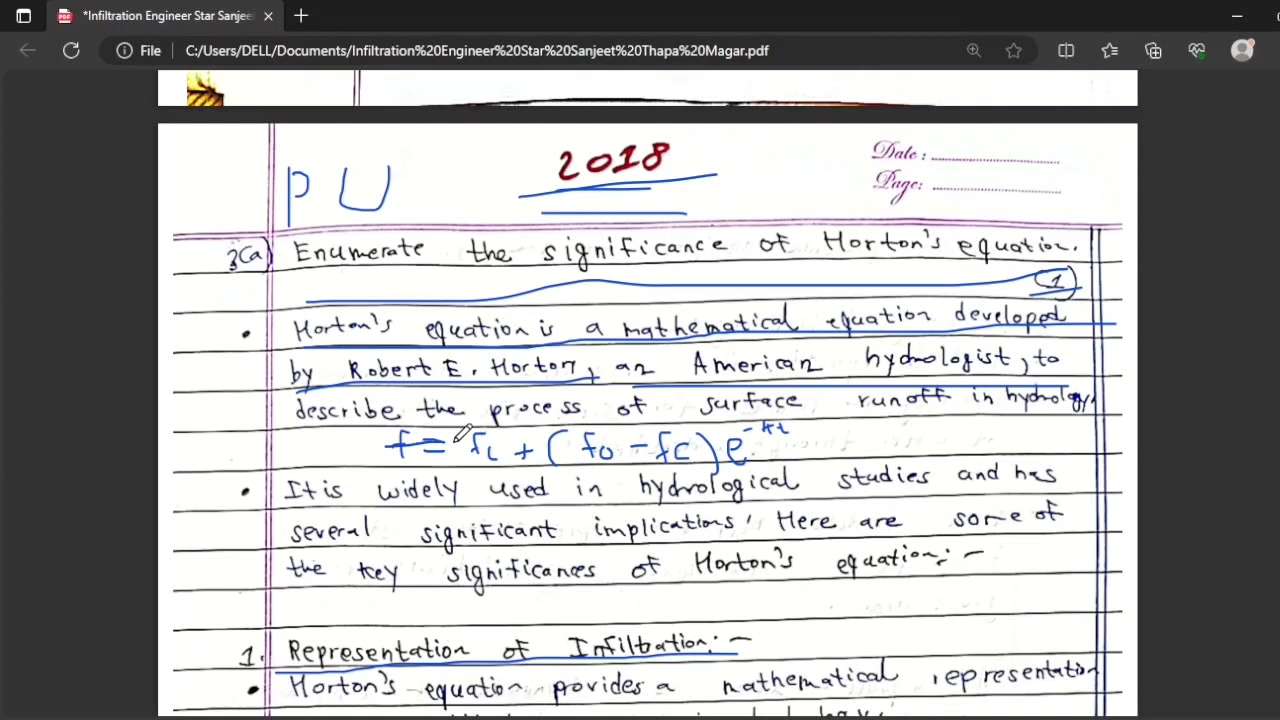 *Infiltration Engineer Star Sanjee
File
C:/Users/DELL/Documents/Infiltration%20Engineer%20Star%20Sanjeet%20Thapa%20Magar.pdf
PU
2018
Date:
Page:
3(a) Enumerate the significance of Horton's equation.
(1)
• Horton's equation is a mathematical equation developed
by Robert E. Horton, an American hydrologist, to
describe the process of surface runoff in hydrology.
f = fc + (fo - fc) e^-kt
• It is widely used in hydrological studies and has
several significant implications. Here are some of
the key significances of Horton's equation: -
1. Representation of Infiltration: -
• Horton's equation provides a mathematical representation